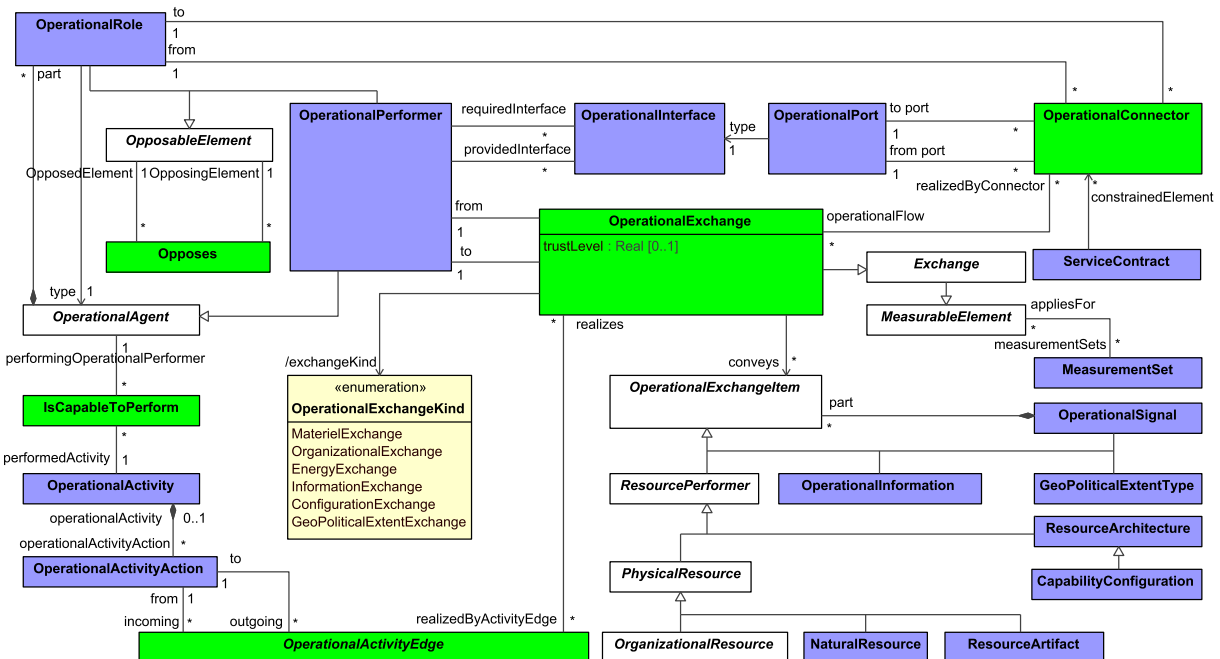 to
OperationalRole
1
from
* part
1
*
*
requiredInterface
OperationalPerformer
OperationalInterface
OperationalPort
to port
OperationalConnector
type
1
*
*
OpposableElement
providedInterface
1
from port
*
*
1
OpposedElement
1
OpposingElement
1
realizedByConnector
*
*
constrainedElement
from
OperationalExchange
operationalFlow
*
*
1
trustLevel : Real [0..1]
*
Opposes
to
1
Exchange
ServiceContract
type
1
OperationalAgent
*
realizes
MeasurableElement
appliesFor
*
1
performingOperationalPerformer
measurementSets
*
/exchangeKind
conveys
*
MeasurementSet
*
«enumeration»
OperationalExchangeItem
IsCapableToPerform
OperationalExchangeKind
part
OperationalSignal
*
*
MaterielExchange
OrganizationalExchange
performedActivity
1
EnergyExchange
OperationalActivity
InformationExchange
ResourcePerformer
OperationalInformation
GeoPoliticalExtentType
ConfigurationExchange
operationalActivity
0..1
GeoPoliticalExtentExchange
ResourceArchitecture
operationalActivityAction
*
to
OperationalActivityAction
PhysicalResource
CapabilityConfiguration
1
from
1
incoming
*
outgoing
*
realizedByActivityEdge
*
OperationalActivityEdge
OrganizationalResource
NaturalResource
ResourceArtifact